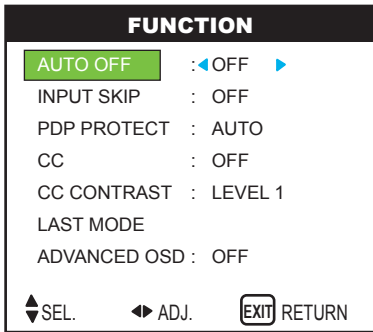 FUNCTION
AUTO OFF : OFF
INPUT SKIP : OFF
PDP PROTECT : AUTO
CC : OFF
CC CONTRAST : LEVEL 1
LAST MODE
ADVANCED OSD : OFF
SEL. ADJ. EXIT RETURN